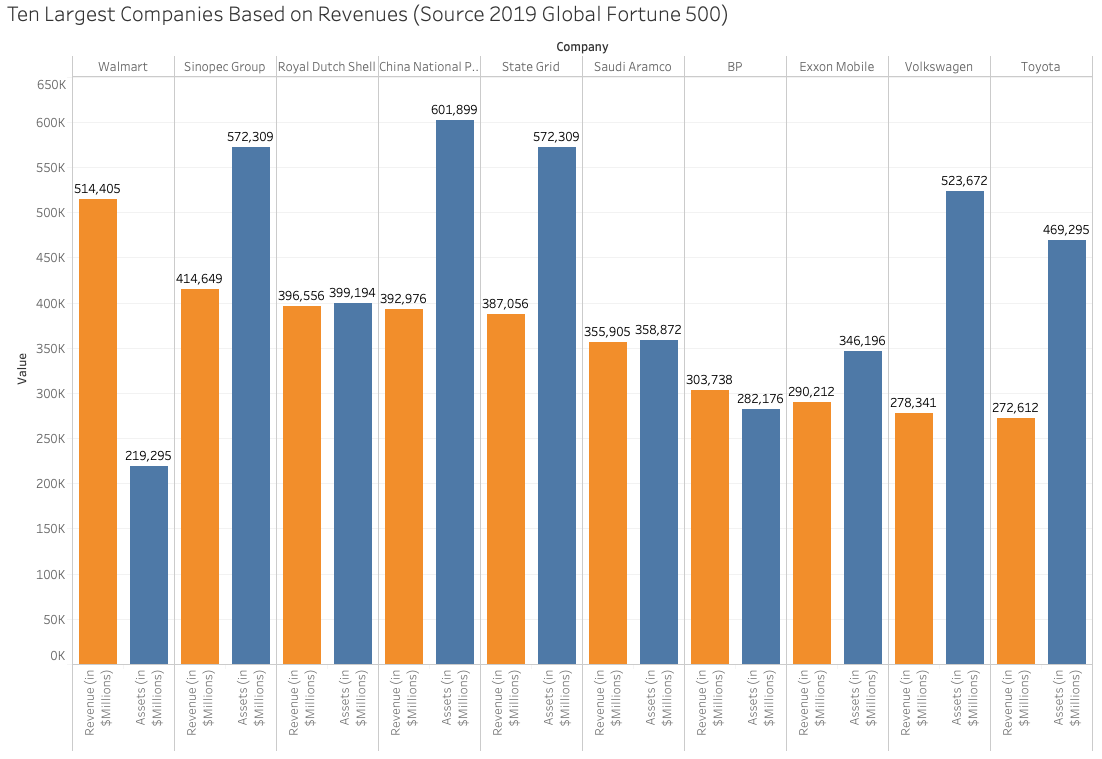 Ten Largest Companies Based on Revenues (Source 2019 Global Fortune 500)
Company
Walmart Sinopec Group Royal Dutch Shell China National P.. State Grid Saudi Aramco BP Exxon Mobile Volkswagen Toyota
Value
650K
600K
550K
500K
450K
400K
350K
300K
250K
200K
150K
100K
50K
0K
514,405
219,295
414,649
572,309
396,556
399,194
392,976
601,899
387,056
572,309
355,905
358,872
303,738
282,176
290,212
346,196
278,341
523,672
272,612
469,295
Revenue (in
$Millions)
Assets (in
$Millions)
Revenue (in
$Millions)
Assets (in
$Millions)
Revenue (in
$Millions)
Assets (in
$Millions)
Revenue (in
$Millions)
Assets (in
$Millions)
Revenue (in
$Millions)
Assets (in
$Millions)
Revenue (in
$Millions)
Assets (in
$Millions)
Revenue (in
$Millions)
Assets (in
$Millions)
Revenue (in
$Millions)
Assets (in
$Millions)
Revenue (in
$Millions)
Assets (in
$Millions)
Revenue (in
$Millions)
Assets (in
$Millions)